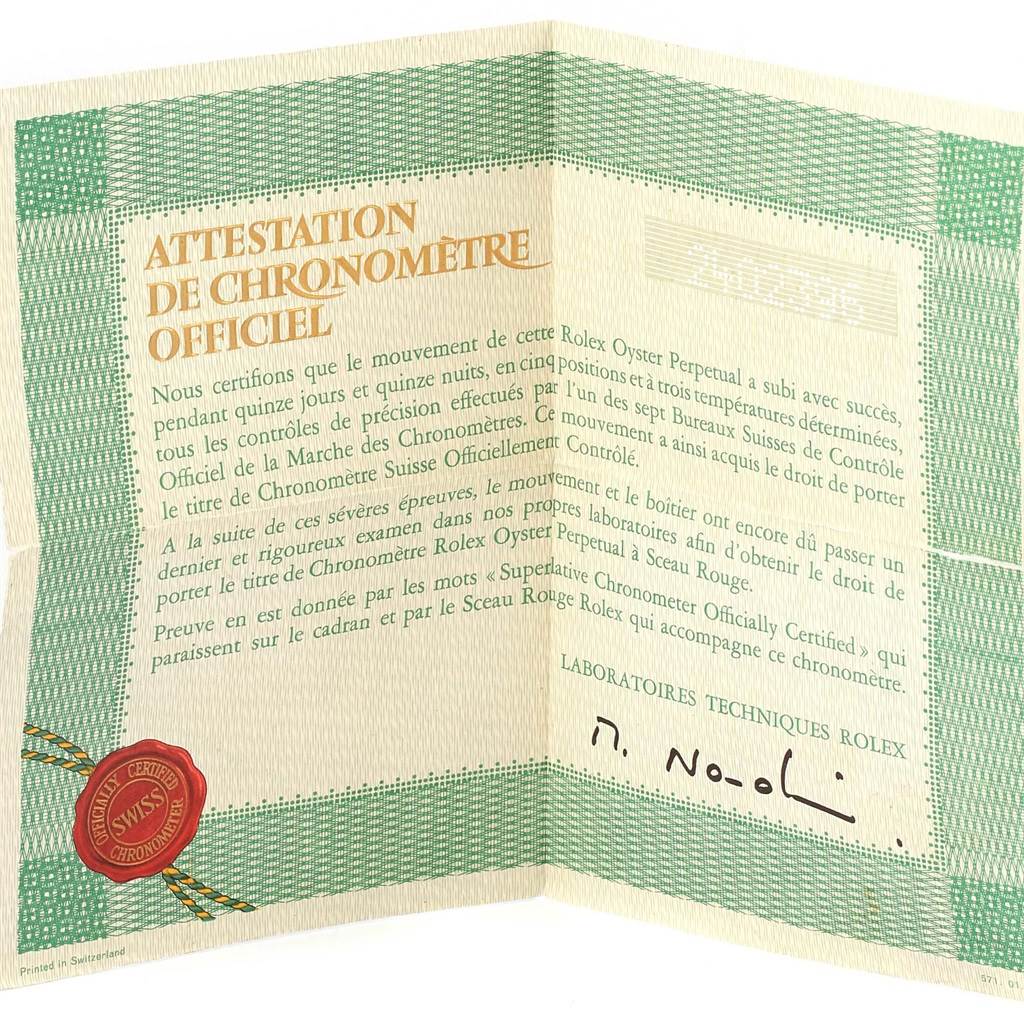 ATTESTATION
DE CHRONOMÈTRE
OFFICIEL
Nous certifions que le mouvement de cette Rolex Oyster Perpetual a subi avec succès,
pendant quinze jours et quinze nuits, en cinq positions et à trois températures déterminées,
tous les contrôles de précision effectués par l'un des sept Bureaux Suisses de Contrôle
Officiel de la Marche des Chronomètres. Ce mouvement a ainsi acquis le droit de porter
le titre de Chronomètre Suisse Officiellement Contrôlé.
A la suite de ces sévères épreuves, le mouvement et le boîtier ont encore dû passer un
dernier et rigoureux examen dans nos propres laboratoires afin d'obtenir le droit de
porter le titre de Chronomètre Rolex Oyster Perpetual à Sceau Rouge.
Preuve en est donnée par les mots « Superlative Chronometer Officially Certified » qui
paraissent sur le cadran et par le Sceau Rouge Rolex qui accompagne ce chronomètre.
LABORATOIRES TECHNIQUES ROLEX
OFFICIALLY CERTIFIED
SWISS
CHRONOMETER
Printed in Switzerland
571. 01